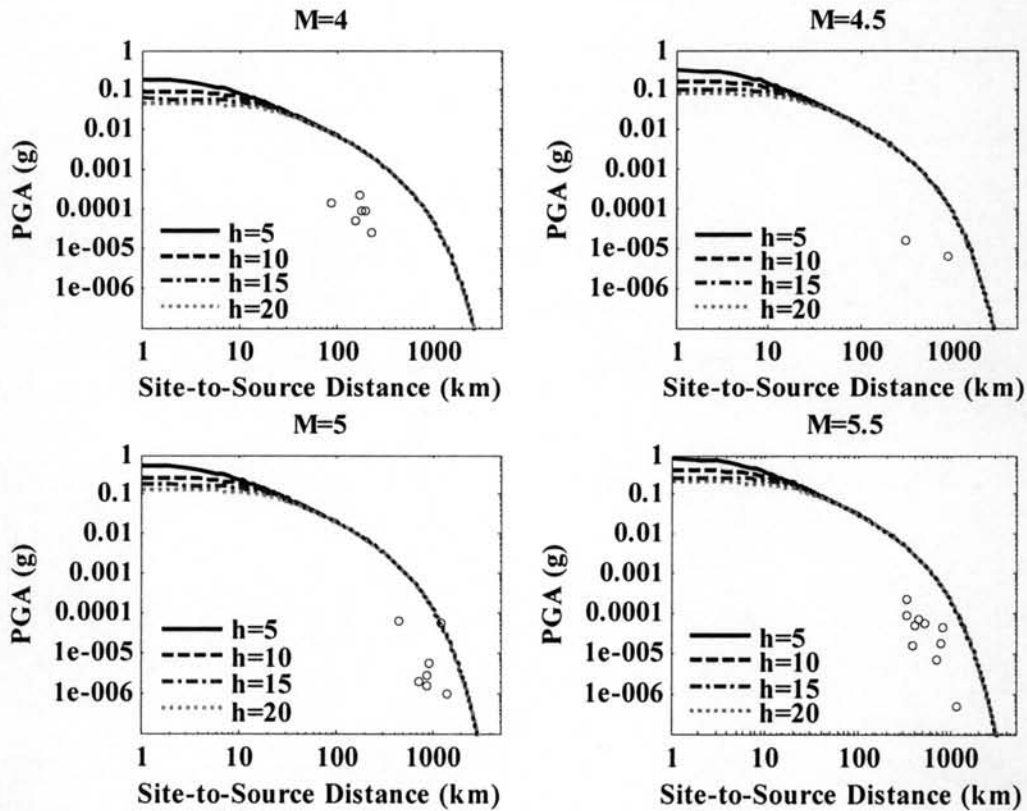 M=4
PGA (g)
1
0.1
0.01
0.001
0.0001
1e-005
1e-006
h=5
h=10
h=15
h=20
1 10 100 1000
Site-to-Source Distance (km)
M=4.5
PGA (g)
1
0.1
0.01
0.001
0.0001
1e-005
1e-006
h=5
h=10
h=15
h=20
1 10 100 1000
Site-to-Source Distance (km)
M=5
PGA (g)
1
0.1
0.01
0.001
0.0001
1e-005
1e-006
h=5
h=10
h=15
h=20
1 10 100 1000
Site-to-Source Distance (km)
M=5.5
PGA (g)
1
0.1
0.01
0.001
0.0001
1e-005
1e-006
h=5
h=10
h=15
h=20
1 10 100 1000
Site-to-Source Distance (km)